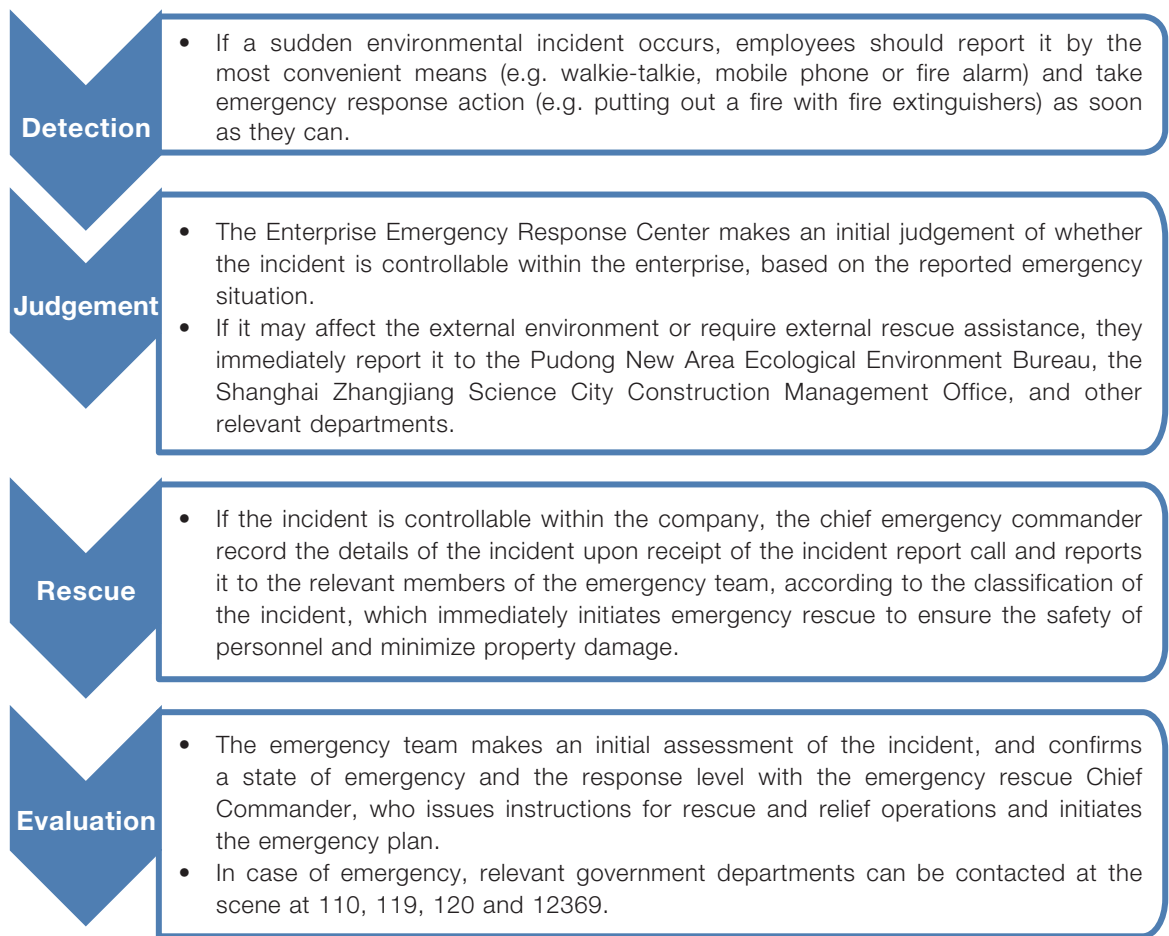 Detection
• If a sudden environmental incident occurs, employees should report it by the
most convenient means (e.g. walkie-talkie, mobile phone or fire alarm) and take
emergency response action (e.g. putting out a fire with fire extinguishers) as soon
as they can.
Judgement
• The Enterprise Emergency Response Center makes an initial judgement of whether
the incident is controllable within the enterprise, based on the reported emergency
situation.
• If it may affect the external environment or require external rescue assistance, they
immediately report it to the Pudong New Area Ecological Environment Bureau, the
Shanghai Zhangjiang Science City Construction Management Office, and other
relevant departments.
Rescue
• If the incident is controllable within the company, the chief emergency commander
record the details of the incident upon receipt of the incident report call and reports
it to the relevant members of the emergency team, according to the classification of
the incident, which immediately initiates emergency rescue to ensure the safety of
personnel and minimize property damage.
Evaluation
• The emergency team makes an initial assessment of the incident, and confirms
a state of emergency and the response level with the emergency rescue Chief
Commander, who issues instructions for rescue and relief operations and initiates
the emergency plan.
• In case of emergency, relevant government departments can be contacted at the
scene at 110, 119, 120 and 12369.